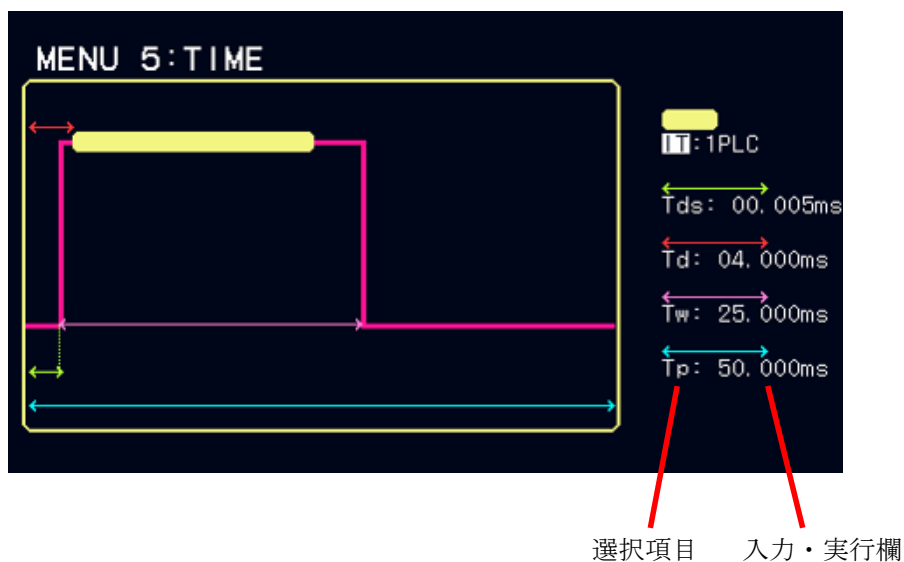 MENU 5:TIME
IT:1PLC
Tds: 00.005ms
Td: 04.000ms
Tw: 25.000ms
Tp: 50.000ms
選択項目 入力・実行欄